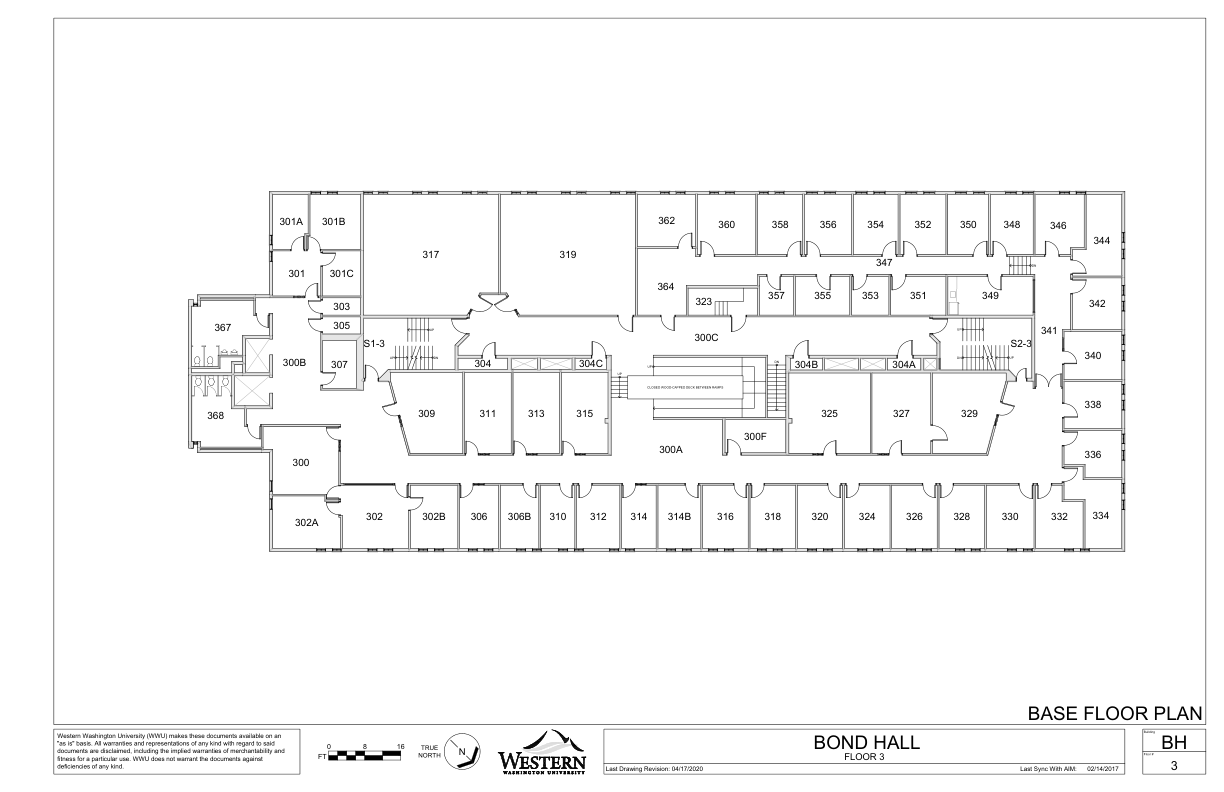 301A
301B
362
360
358
356
354
352
350
348
346
344
317
319
347
301
301C
364
357
355
353
351
349
323
342
303
305
367
341
S1-3
300C
S2-3
300B
307
304
304C
304B
304A
340
UP
DN
CLOSED WOOD CAPPED DUCK BETWEEN RAMPS
368
309
311
313
315
325
327
329
338
300F
300A
336
300
302A
302
302B
306
306B
310
312
314
314B
316
318
320
324
326
328
330
332
334
BASE FLOOR PLAN
Western Washington University (WWU) makes these documents available on an
"as is" basis. All warranties and representations of any kind with regard to said
documents are disclaimed, including the implied warranties of merchantability and
fitness for a particular use. WWU does not warrant the documents against
deficiencies of any kind.
0 8 16
FT
TRUE
NORTH
N
WESTERN
WASHINGTON UNIVERSITY
BOND HALL
FLOOR 3
Last Drawing Revision: 04/17/2020
Last Sync With AIM: 02/14/2017
Building
BH
3